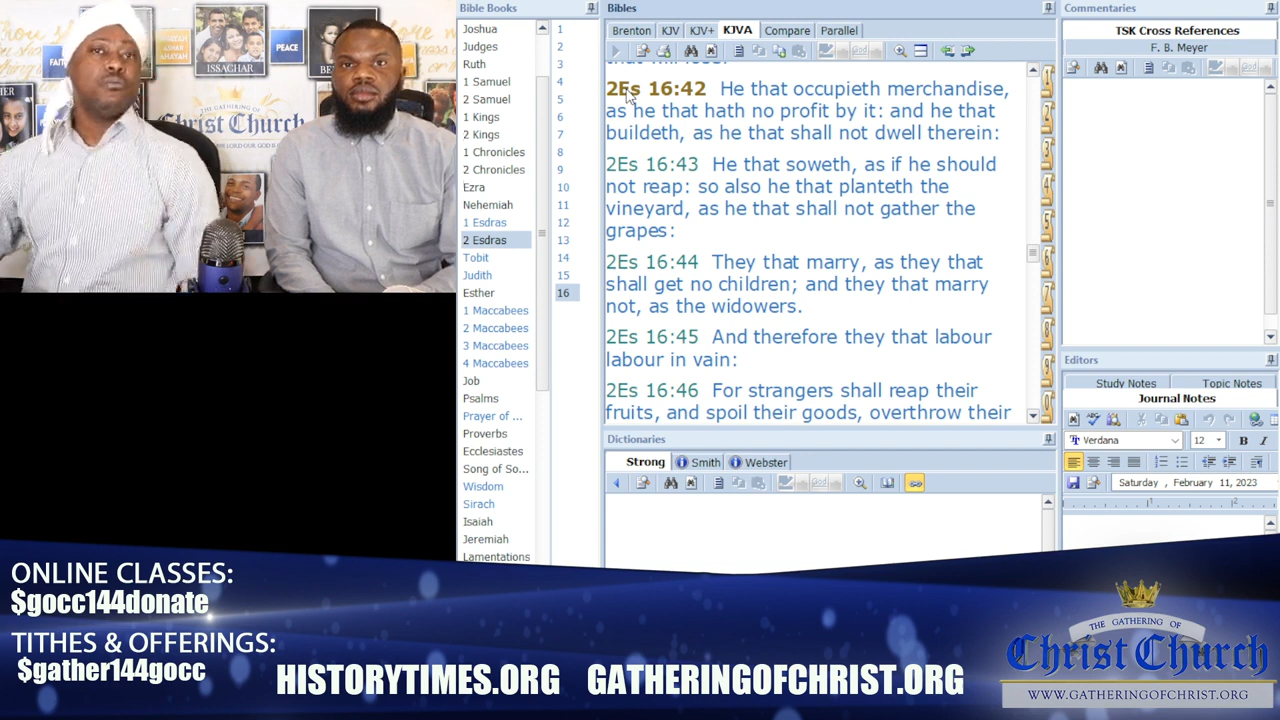 ISSACHAR
PEACE
THE GATHERING OF
Christ Church
Bible Books
Joshua
Judges
Ruth
1 Samuel
2 Samuel
1 Kings
2 Kings
1 Chronicles
2 Chronicles
Ezra
Nehemiah
1 Esdras
2 Esdras
Tobit
Judith
Esther
1 Maccabees
2 Maccabees
3 Maccabees
4 Maccabees
Job
Psalms
Prayer of ...
Proverbs
Ecclesiastes
Song of So...
Wisdom
Sirach
Isaiah
Jeremiah
Lamentations
1
2
3
4
5
6
7
8
9
10
11
12
13
14
15
16
Bibles
Brenton KJV KJV+ KJVA Compare Parallel
2Es 16:42 He that occupieth merchandise,
as he that hath no profit by it: and he that
buildeth, as he that shall not dwell therein:
2Es 16:43 He that soweth, as if he should
not reap: so also he that planteth the
vineyard, as he that shall not gather the
grapes:
2Es 16:44 They that marry, as they that
shall get no children; and they that marry
not, as the widowers.
2Es 16:45 And therefore they that labour
labour in vain:
2Es 16:46 For strangers shall reap their
fruits, and spoil their goods, overthrow their
Dictionaries
Strong Smith Webster
Commentaries
TSK Cross References
F. B. Meyer
Editors
Study Notes Topic Notes
Journal Notes
Verdana 12 B I
Saturday , February 11, 2023
ONLINE CLASSES:
$gocc144donate
TITHES & OFFERINGS:
$gather144gocc
HISTORYTIMES.ORG GATHERINGOFCHRIST.ORG
THE GATHERING OF
Christ Church
WWW.GATHERINGOFCHRIST.ORG